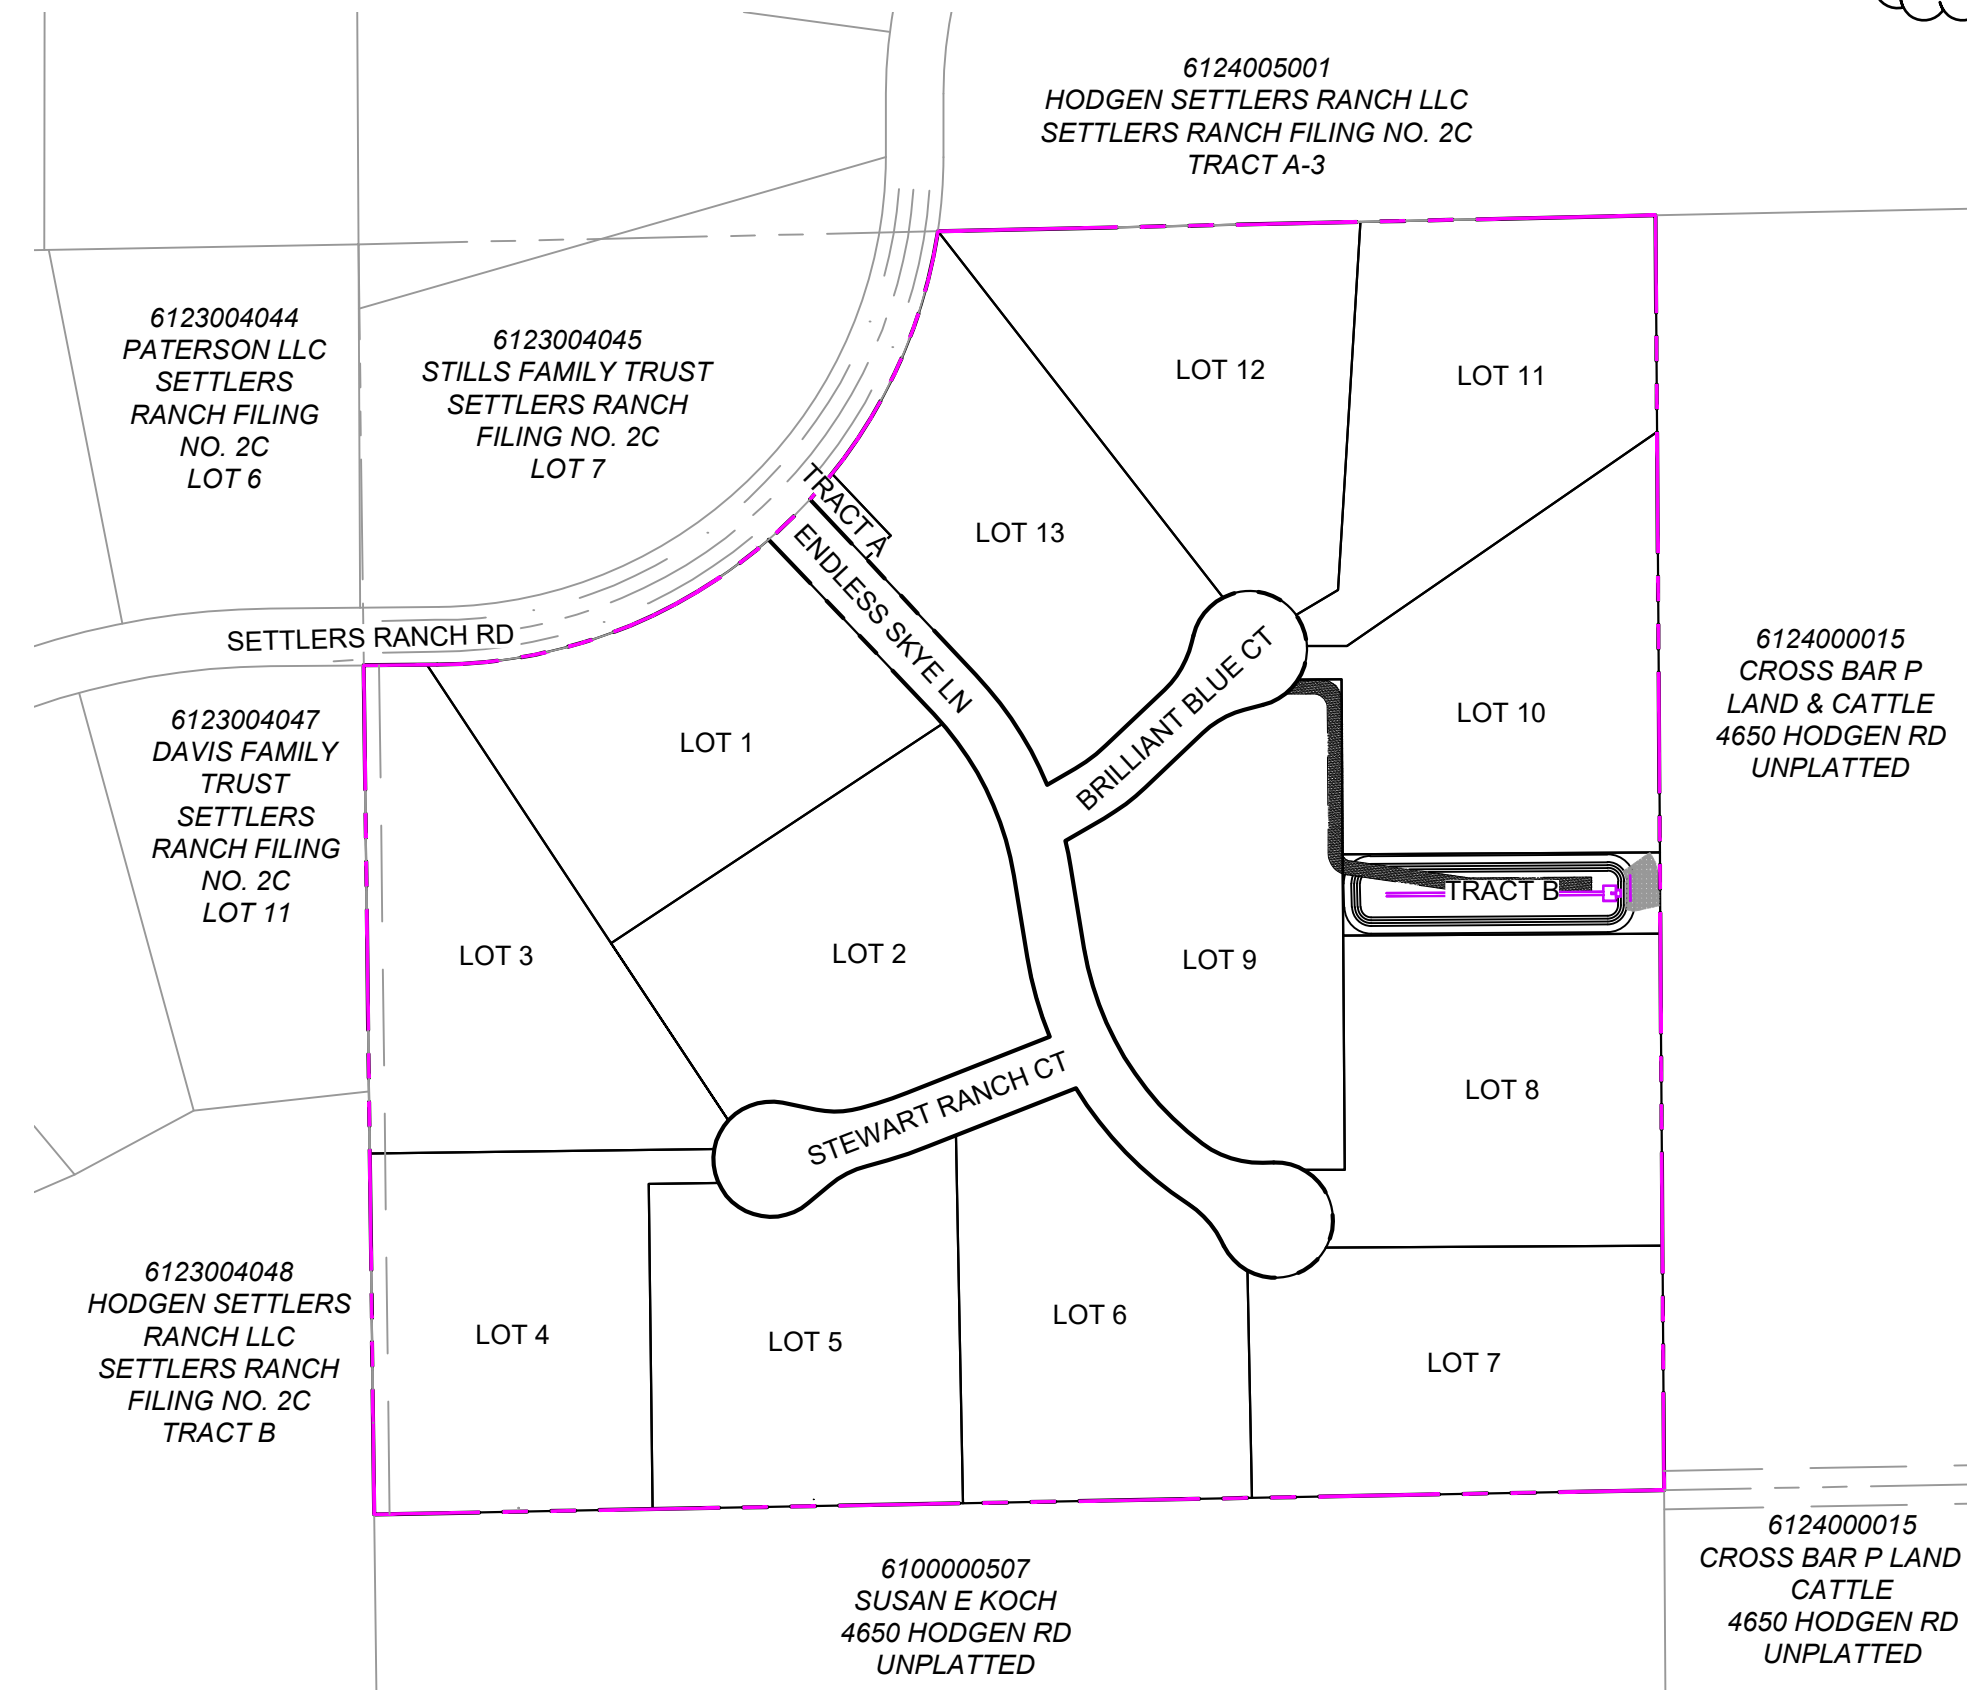 6124005001
HODGEN SETTLERS RANCH LLC
SETTLERS RANCH FILING NO. 2C
TRACT A-3
6123004044
PATERSON LLC
SETTLERS
RANCH FILING
NO. 2C
LOT 6
6123004045
STILLS FAMILY TRUST
SETTLERS RANCH
FILING NO. 2C
LOT 7
LOT 12
LOT 11
TRACT A
LOT 13
ENDLESS SKYE LN
SETTLERS RANCH RD
BRILLIANT BLUE CT
6124000015
CROSS BAR P
LAND & CATTLE
4650 HODGEN RD
UNPLATTED
6123004047
DAVIS FAMILY
TRUST
SETTLERS
RANCH FILING
NO. 2C
LOT 11
LOT 1
LOT 10
TRACT B
LOT 3
LOT 2
LOT 9
LOT 8
STEWART RANCH CT
6123004048
HODGEN SETTLERS
RANCH LLC
SETTLERS RANCH
FILING NO. 2C
TRACT B
LOT 4
LOT 5
LOT 6
LOT 7
6100000507
SUSAN E KOCH
4650 HODGEN RD
UNPLATTED
6124000015
CROSS BAR P LAND
CATTLE
4650 HODGEN RD
UNPLATTED